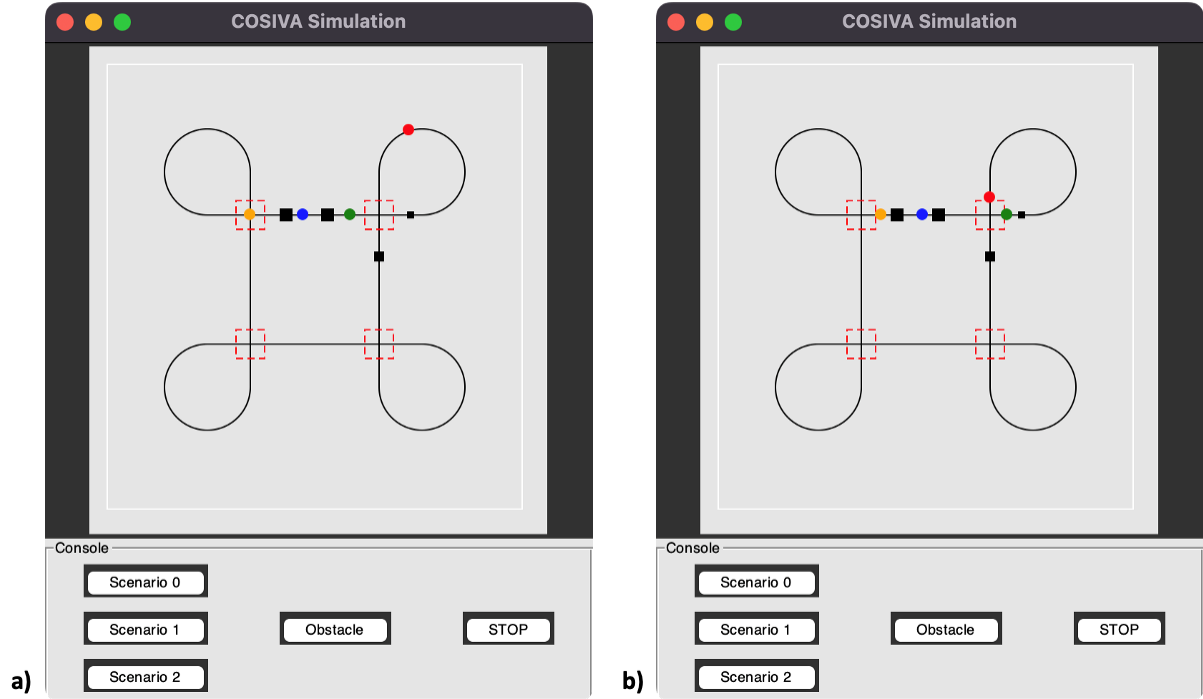 COSIVA Simulation
Console
Scenario 0
Scenario 1
Obstacle
STOP
Scenario 2
a)
COSIVA Simulation
Console
Scenario 0
Scenario 1
Obstacle
STOP
Scenario 2
b)